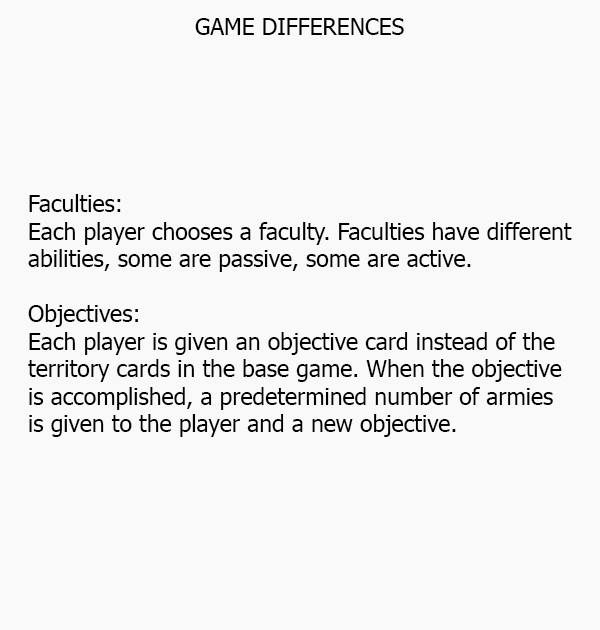 GAME DIFFERENCES
Faculties:
Each player chooses a faculty. Faculties have different
abilities, some are passive, some are active.
Objectives:
Each player is given an objective card instead of the
territory cards in the base game. When the objective
is accomplished, a predetermined number of armies
is given to the player and a new objective.